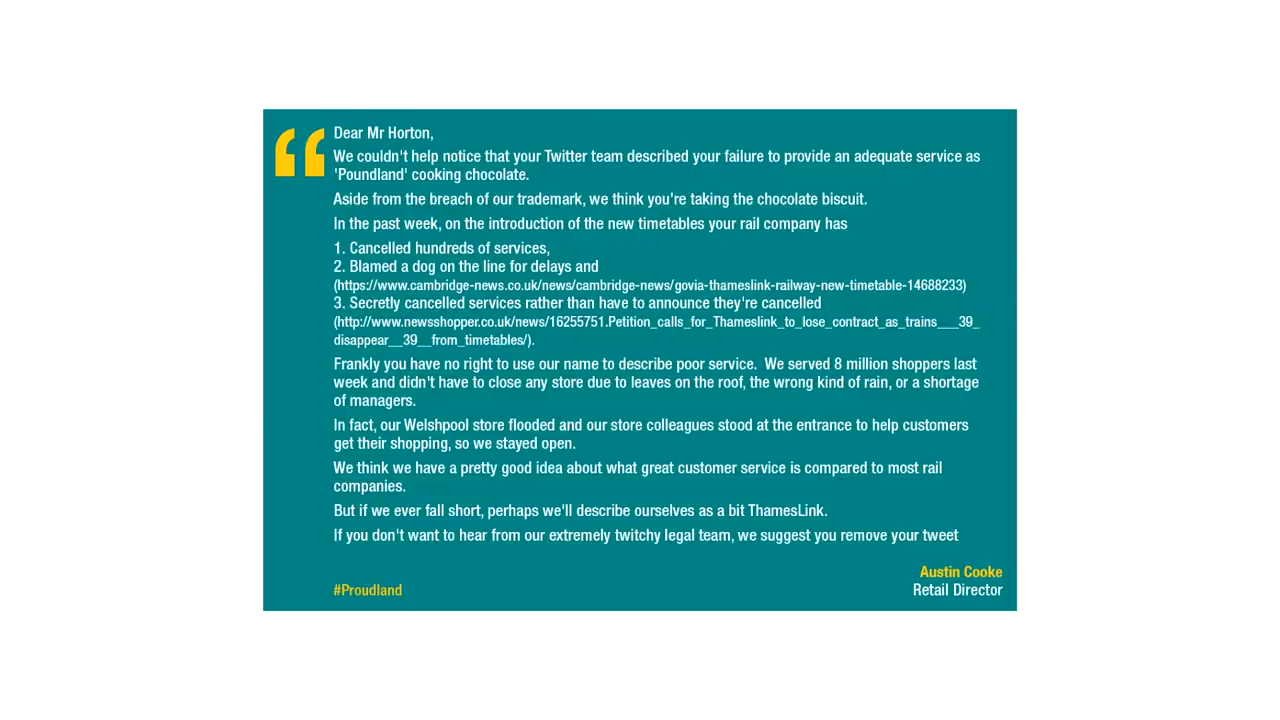 Dear Mr Horton,
We couldn't help notice that your Twitter team described your failure to provide an adequate service as
'Poundland' cooking chocolate.
Aside from the breach of our trademark, we think you're taking the chocolate biscuit.
In the past week, on the introduction of the new timetables your rail company has
1. Cancelled hundreds of services,
2. Blamed a dog on the line for delays and
(https://www.cambridge-news.co.uk/news/cambridge-news/govia-thameslink-railway-new-timetable-14688233)
3. Secretly cancelled services rather than have to announce they're cancelled
(http://www.newsshopper.co.uk/news/16255751.Petition_calls_for_Thameslink_to_lose_contract_as_trains___39_
disappear__39__from_timetables/).
Frankly you have no right to use our name to describe poor service.  We served 8 million shoppers last
week and didn't have to close any store due to leaves on the roof, the wrong kind of rain, or a shortage
of managers.
In fact, our Welshpool store flooded and our store colleagues stood at the entrance to help customers
get their shopping, so we stayed open.
We think we have a pretty good idea about what great customer service is compared to most rail
companies.
But if we ever fall short, perhaps we'll describe ourselves as a bit ThamesLink.
If you don't want to hear from our extremely twitchy legal team, we suggest you remove your tweet
Austin Cooke
Retail Director
#Proudland